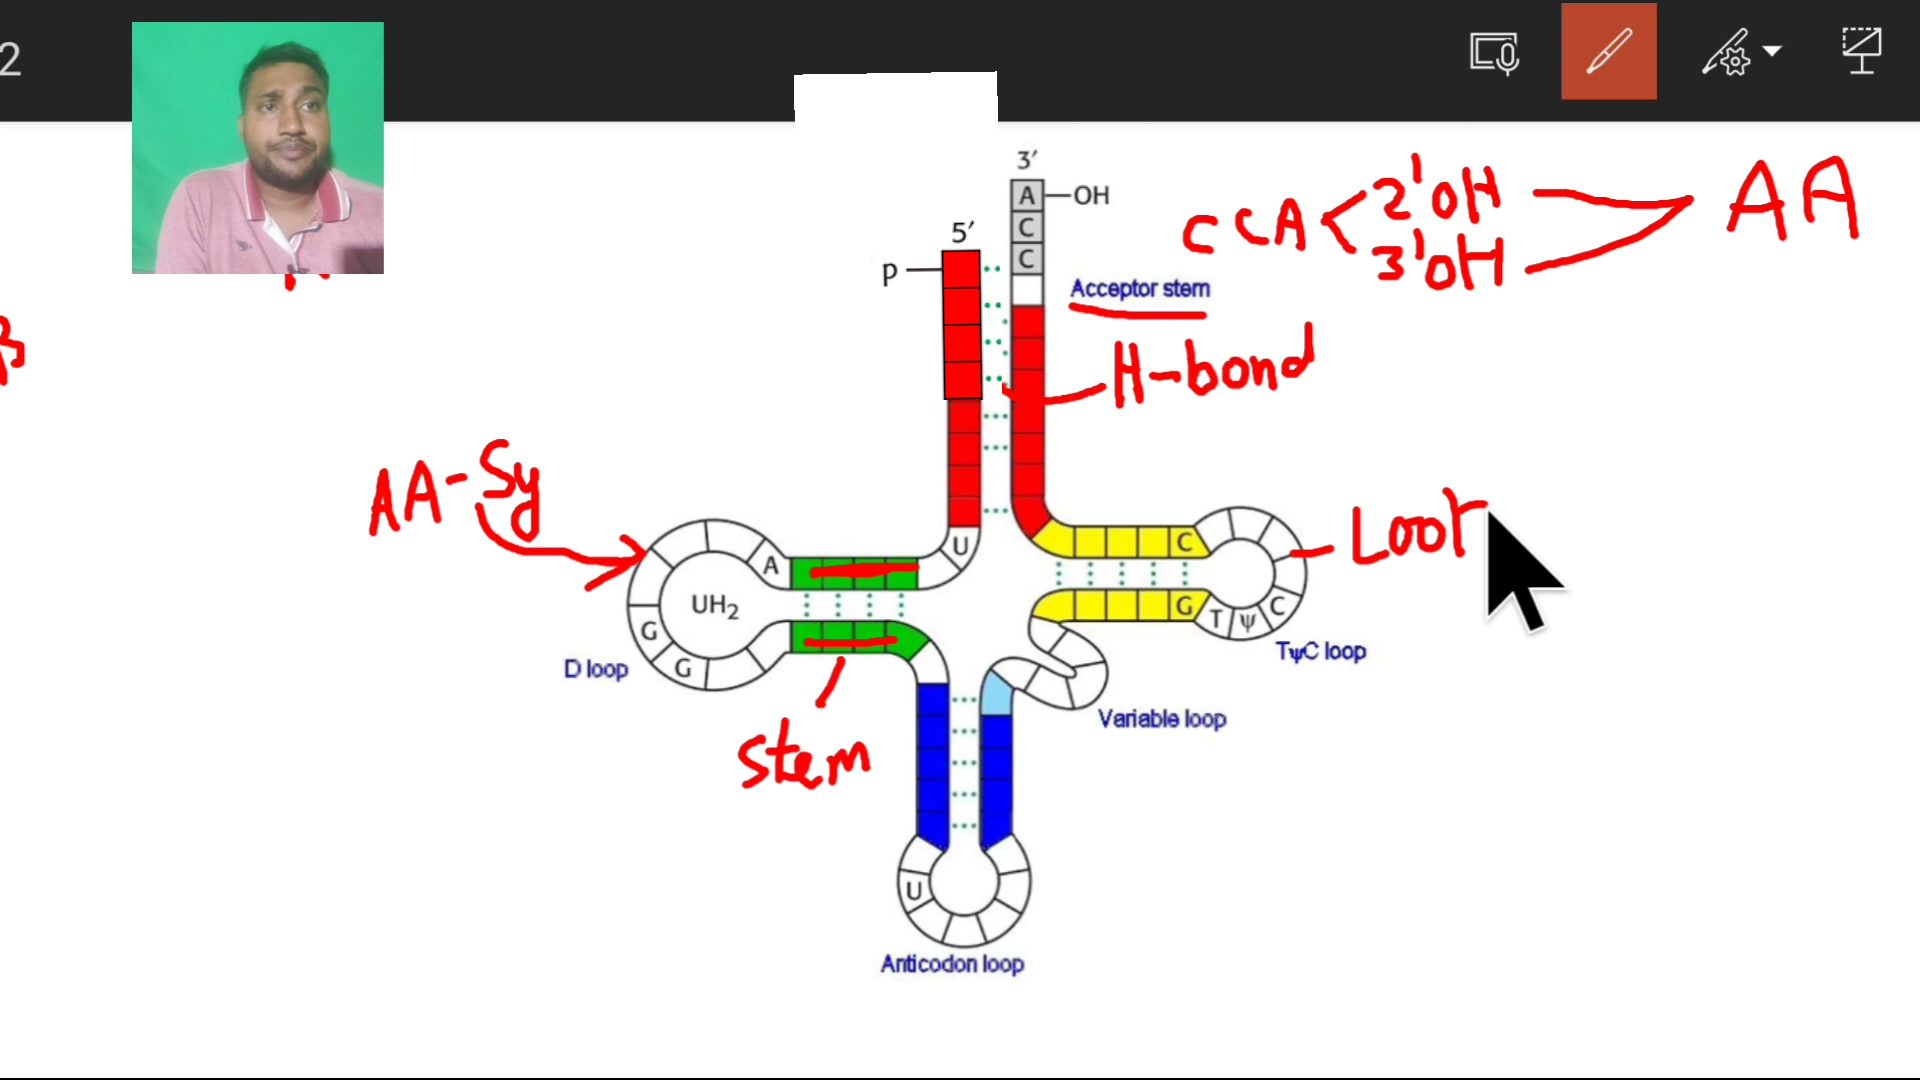 2
3'
A OH
C
C
5'
p
CCA 2'OH AA
3'OH
Acceptor stem
H-bond
AA-Sy
U
A
C
Loop
UH2
G
G
D loop
G T ψ C
TψC loop
stem
Variable loop
U
Anticodon loop